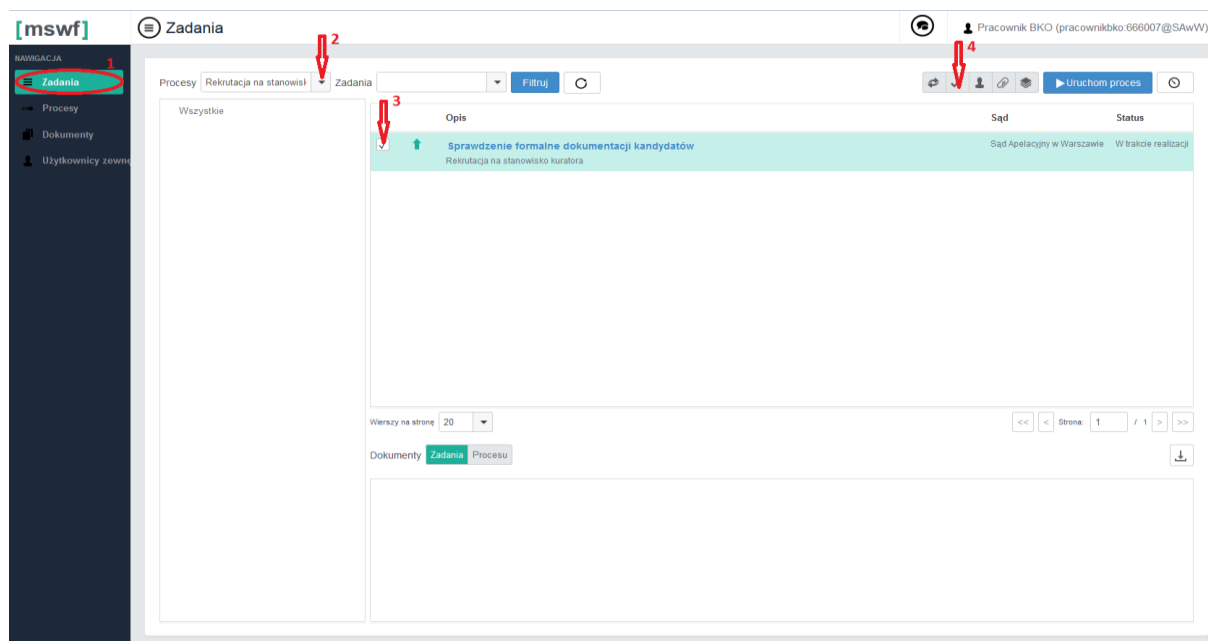 [mswf]
Zadania
Pracownik BKO (pracownikbko:666007@SAwW)
NAWIGACJA
1
Zadania
Procesy
Dokumenty
Użytkownicy zewnę
2
4
Procesy Rekrutacja na stanowisk Zadania Filtruj Uruchom proces
Wszystkie
3
Opis Sąd Status
Sprawdzenie formalne dokumentacji kandydatów Sąd Apelacyjny w Warszawie W trakcie realizacji
Rekrutacja na stanowisko kuratora
Wierszy na stronę 20 << < Strona: 1 / 1 > >>
Dokumenty Zadania Procesu